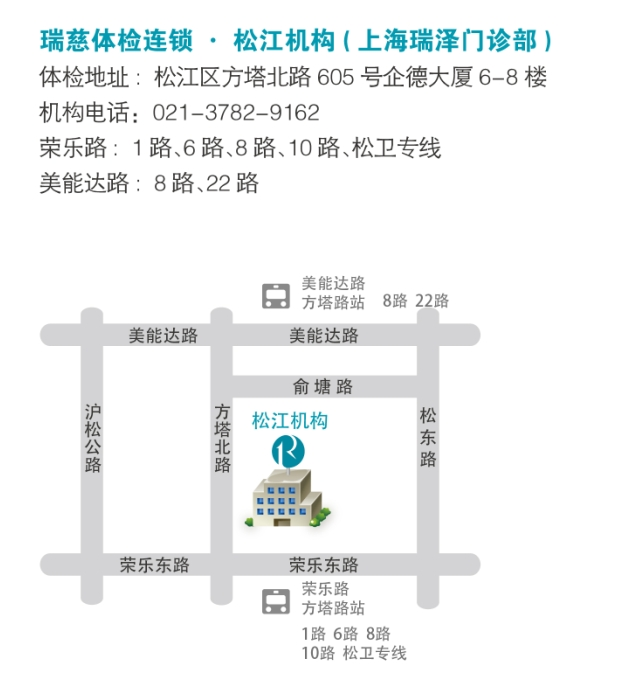 瑞慈体检连锁 · 松江机构（上海瑞泽门诊部）
体检地址：松江区方塔北路 605 号企德大厦 6-8 楼
机构电话：021-3782-9162
荣乐路：1 路、6 路、8 路、10 路、松卫专线
美能达路：8 路、22 路
美能达路
方塔路站 8路 22路
美能达路 美能达路
俞塘路
沪松公路
方塔北路
松江机构
松东路
荣乐东路 荣乐东路
荣乐路
方塔路站
1路 6路 8路
10路 松卫专线